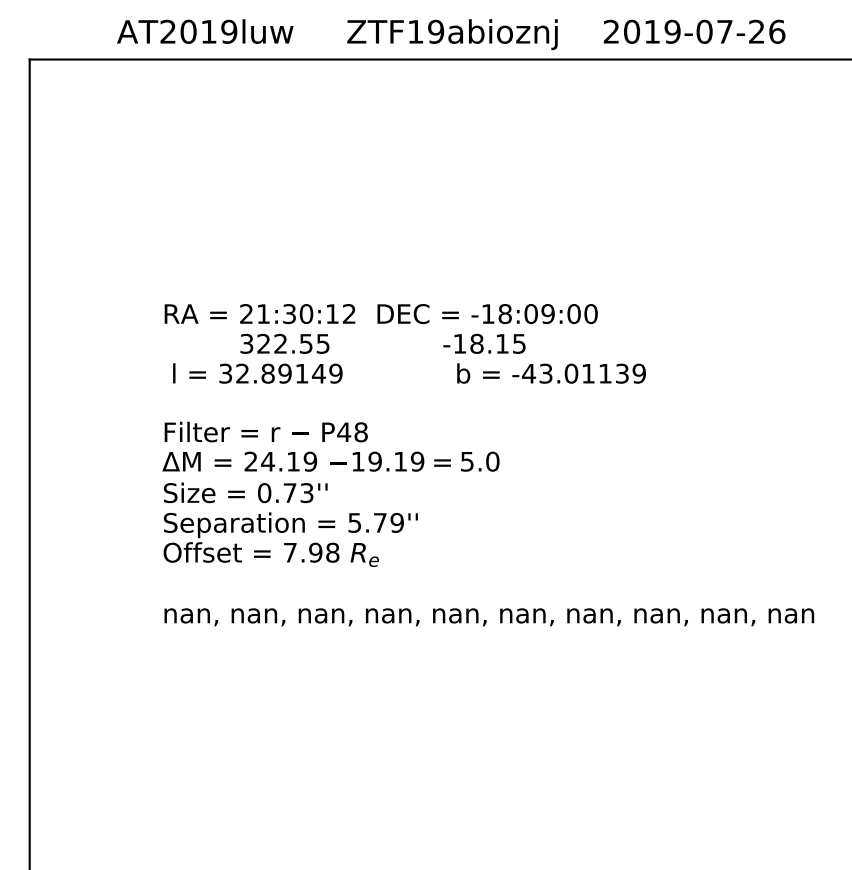 AT2019luw ZTF19abioznj 2019-07-26
RA = 21:30:12 DEC = -18:09:00
322.55 -18.15
l = 32.89149 b = -43.01139
Filter = r − P48
ΔM = 24.19 −19.19 = 5.0
Size = 0.73''
Separation = 5.79''
Offset = 7.98 Re
nan, nan, nan, nan, nan, nan, nan, nan, nan, nan